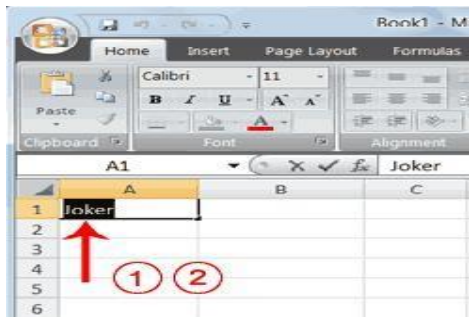 Book1 - M
Home Insert Page Layout Formulas
Paste
Calibri 11
B I U A A
A
Clipboard Font Alignment
A1 fx Joker
A B C
1 Joker
2
3
4
5
6
1 2